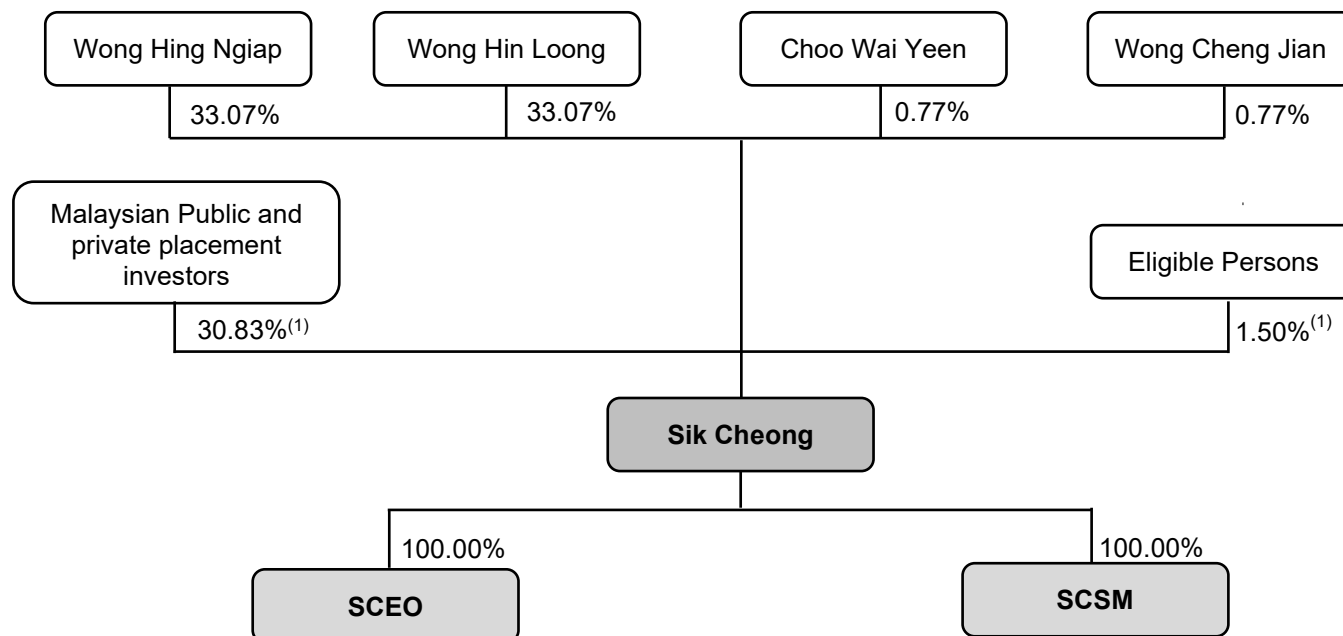 Wong Hing Ngiap
Wong Hin Loong
Choo Wai Yeen
Wong Cheng Jian
33.07%
33.07%
0.77%
0.77%
Malaysian Public and
private placement
investors
Eligible Persons
30.83%(1)
1.50%(1)
Sik Cheong
100.00%
100.00%
SCEO
SCSM